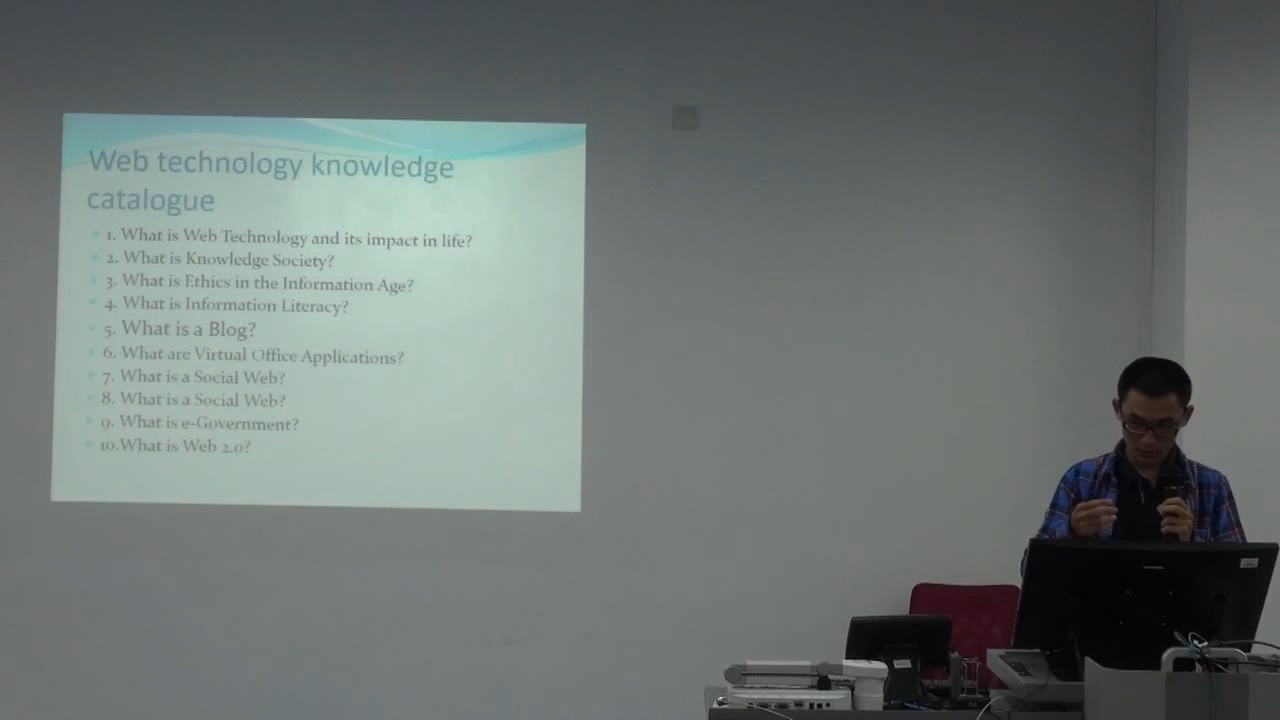 Web technology knowledge
catalogue
1. What is Web Technology and its impact in life?
2. What is Knowledge Society?
3. What is Ethics in the Information Age?
4. What is Information Literacy?
5. What is a Blog?
6. What are Virtual Office Applications?
7. What is a Social Web?
8. What is a Social Web?
9. What is e-Government?
10.What is Web 2.0?